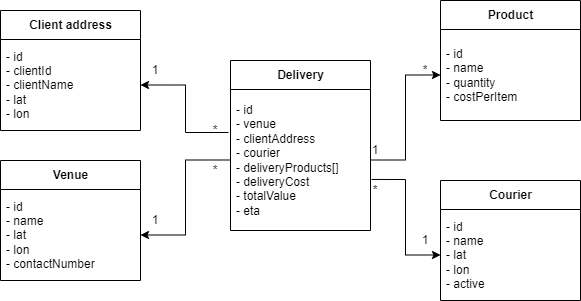 Client address
- id
- clientId
- clientName
- lat
- lon
1
*
Venue
- id
- name
- lat
- lon
- contactNumber
1
*
Delivery
- id
- venue
- clientAddress
- courier
- deliveryProducts[]
- deliveryCost
- totalValue
- eta
1
*
Product
- id
- name
- quantity
- costPerItem
*
1
Courier
- id
- name
- lat
- lon
- active